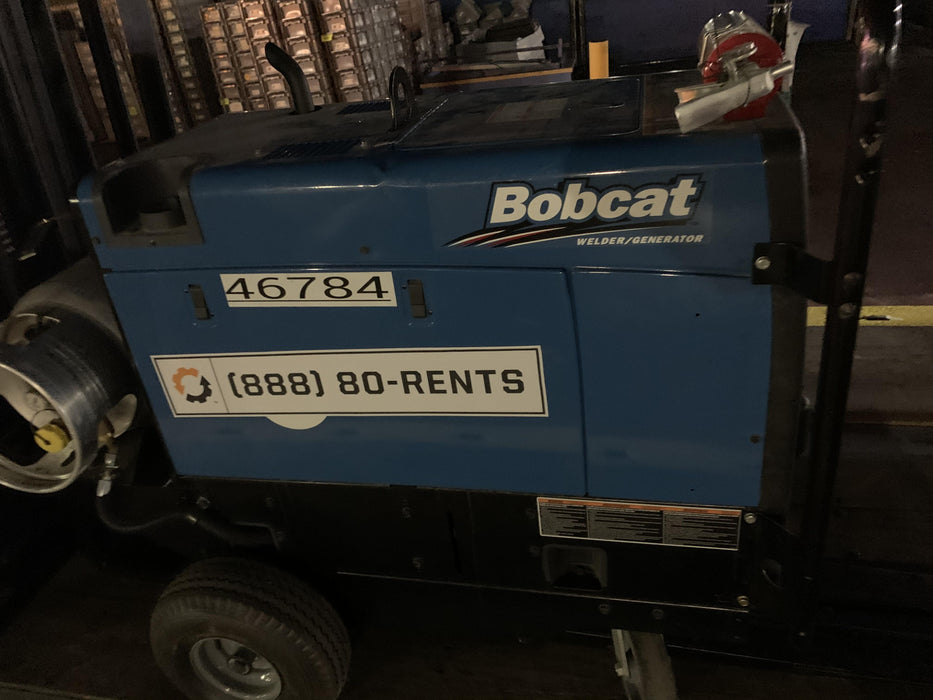 Bobcat
WELDER/GENERATOR
46784
(888) 80-RENTS